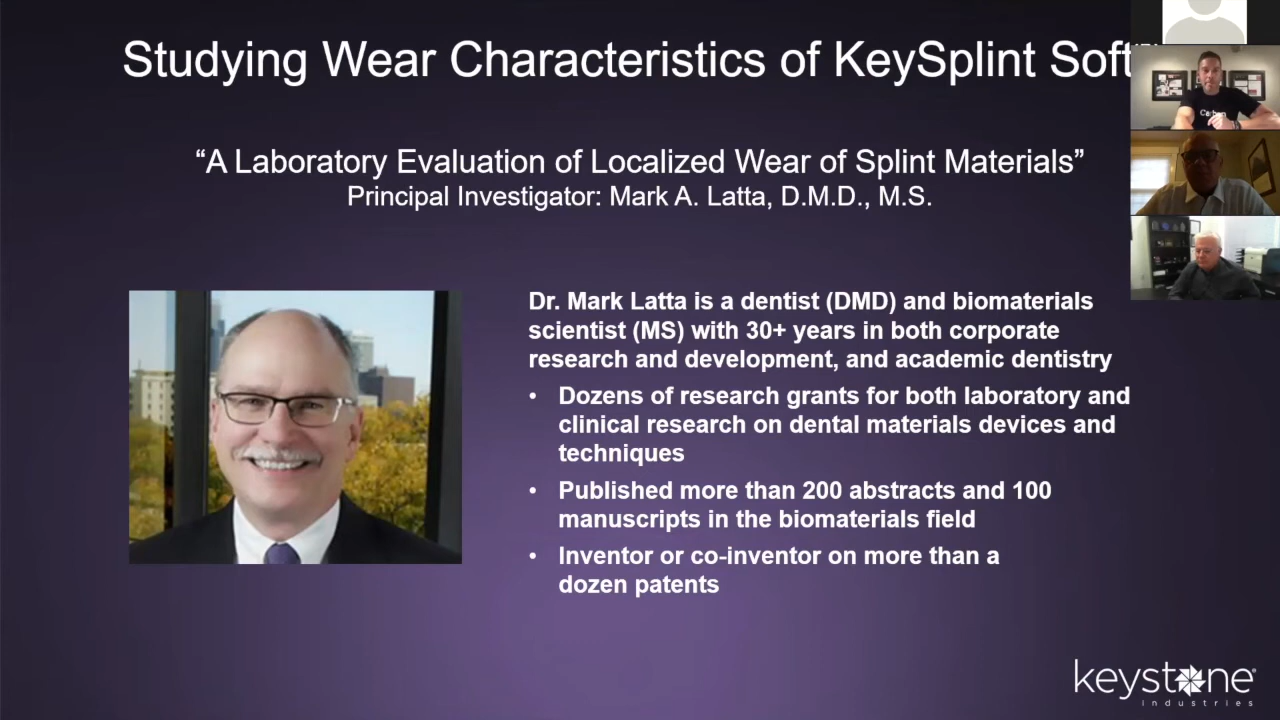 Studying Wear Characteristics of KeySplint Soft
“A Laboratory Evaluation of Localized Wear of Splint Materials”
Principal Investigator: Mark A. Latta, D.M.D., M.S.
Dr. Mark Latta is a dentist (DMD) and biomaterials
scientist (MS) with 30+ years in both corporate
research and development, and academic dentistry
• Dozens of research grants for both laboratory and
clinical research on dental materials devices and
techniques
• Published more than 200 abstracts and 100
manuscripts in the biomaterials field
• Inventor or co-inventor on more than a
dozen patents
keystone
industries